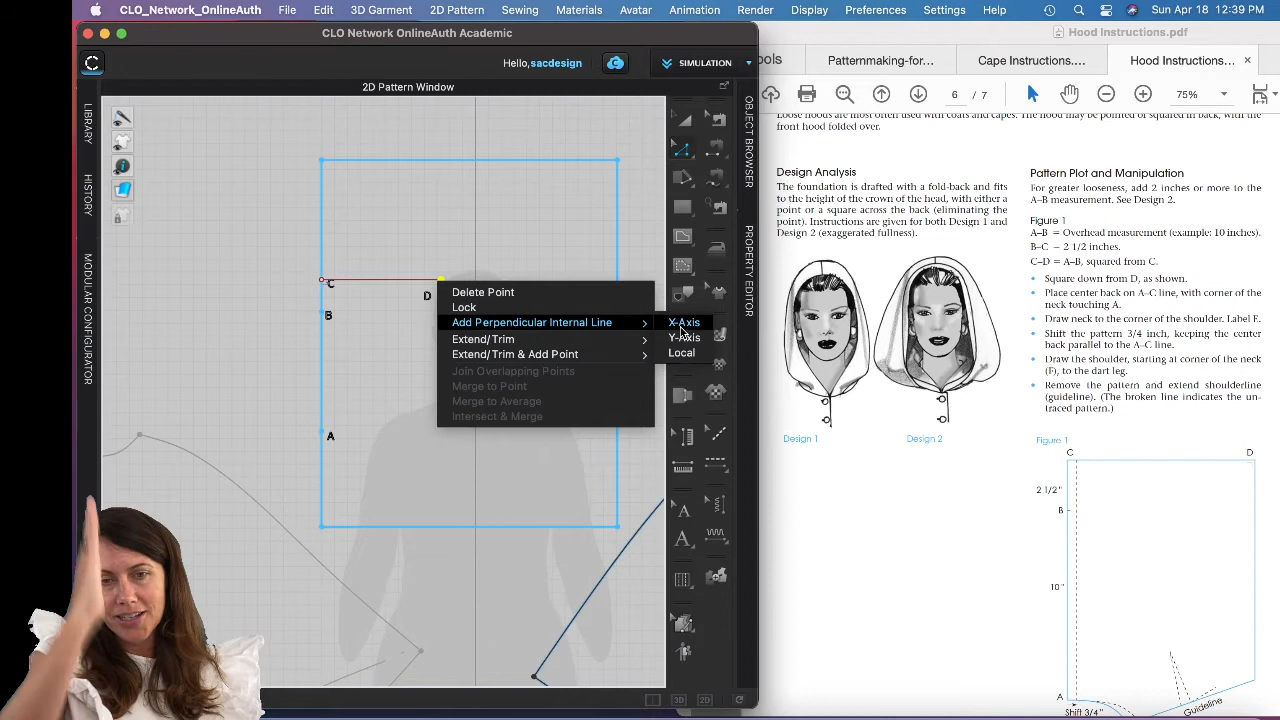 CLO_Network_OnlineAuth File Edit 3D Garment 2D Pattern Sewing Materials Avatar Animation Render Display Preferences Settings Help Sun Apr 18 12:39 PM
CLO Network OnlineAuth Academic
Hello, sacdesign
SIMULATION
2D Pattern Window
LIBRARY
HISTORY
MODULAR CONFIGURATOR
OBJECT BROWSER
PROPERTY EDITOR
C
D
B
A
Delete Point
Lock
Add Perpendicular Internal Line
Extend/Trim
Extend/Trim & Add Point
Join Overlapping Points
Merge to Point
Merge to Average
Intersect & Merge
X-Axis
Y-Axis
Local
3D 2D
Hood Instructions.pdf
ools Patternmaking-for... Cape Instructions.... Hood Instructions... ×
6 / 7 75%
Loose hoods are most often used with coats and capes. The hood may be pointed or squared in back, with the
front hood folded over.
Design Analysis
The foundation is drafted with a fold-back and fits
to the height of the crown of the head, with either a
point or a square across the back (eliminating the
point). Instructions are given for both Design 1 and
Design 2 (exaggerated fullness).
Design 1
Design 2
Pattern Plot and Manipulation
For greater looseness, add 2 inches or more to the
A–B measurement. See Design 2.
Figure 1
A–B = Overhead measurement (example: 10 inches).
B–C = 2 1/2 inches.
C–D = A–B, squared from C.
• Square down from D, as shown.
• Place center back on A–C line, with corner of the
neck touching A.
• Draw neck to the corner of the shoulder. Label E.
• Shift the pattern 3/4 inch, keeping the center
back parallel to the A–C line.
• Draw the shoulder, starting at corner of the neck
(F), to the dart leg.
• Remove the pattern and extend shoulderline
(guideline). (The broken line indicates the un-
traced pattern.)
Figure 1
C D
2 1/2"
B
10"
A
Shift 3/4"
Guideline